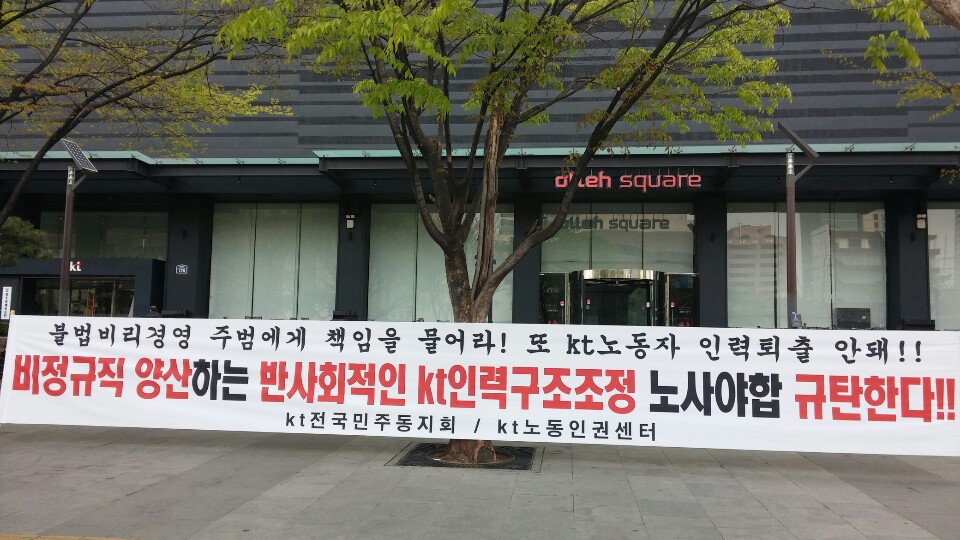 olleh square
olleh square
kt
불법비리경영 주범에게 책임을 물어라! 또 kt노동자 인력퇴출 안돼!!
비정규직 양산하는 반사회적인 kt인력구조조정 노사야합 규탄한다!!
kt전국민주동지회 / kt노동인권센터